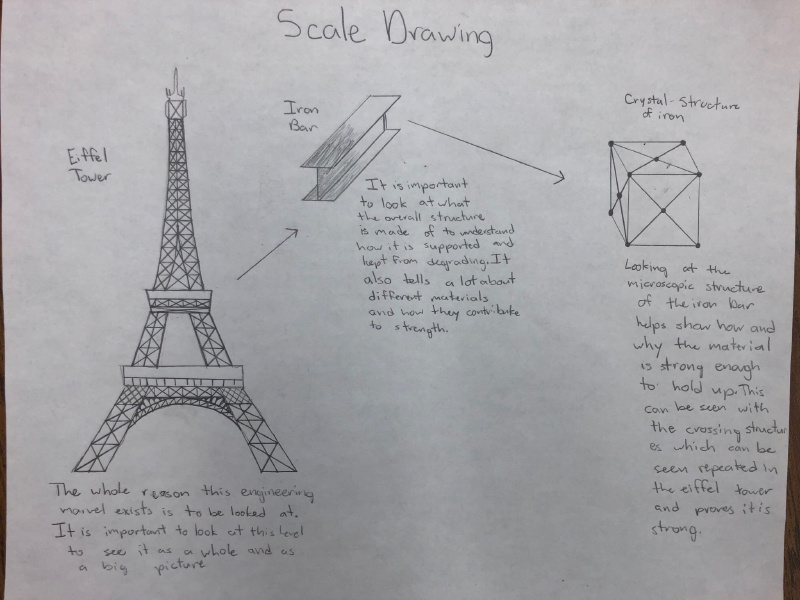 Scale Drawing
Eiffel
Tower
Iron
Bar
Crystal-Structure
of iron
It is important
to look at what
the overall structure
is made of to understand
how it is supported and
kept from degrading. It
also tells a lot about
different materials
and how they contribute
to strength.
Looking at the
microscopic structure
of the iron bar
helps show how and
why the material
is strong enough
to hold up. This
can be seen with
the crossing structur
es which can be
seen repeated in
the eiffel tower
and proves it is
strong.
The whole reason this engineering
marvel exists is to be looked at.
It is important to look at this level
to see it as a whole and as
a big picture